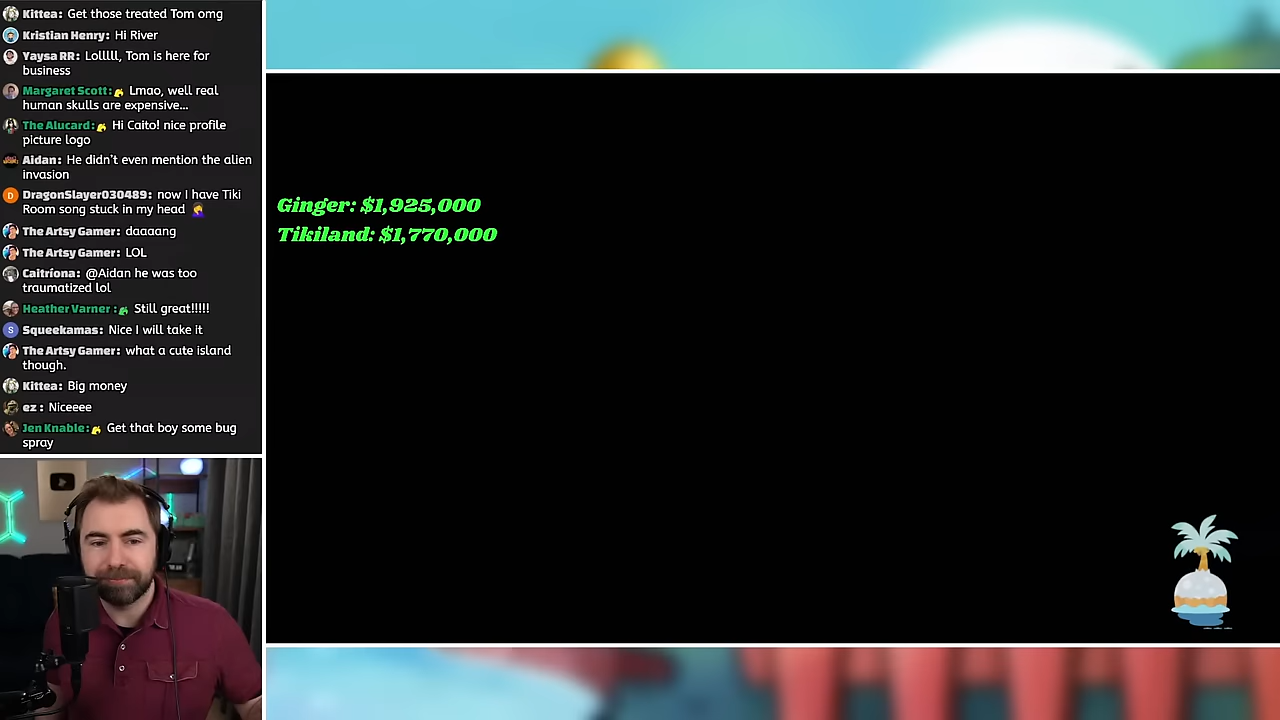 Kittea: Get those treated Tom omg
Kristian Henry: Hi River
Yaysa RR: Lolllll, Tom is here for
business
Margaret Scott: Lmao, well real
human skulls are expensive...
The Alucard: Hi Caito! nice profile
picture logo
Aidan: He didn't even mention the alien
invasion
D DragonSlayer030489: now I have Tiki
Room song stuck in my head
The Artsy Gamer: daaaang
The Artsy Gamer: LOL
Caitríona: @Aidan he was too
traumatized lol
Heather Varner: Still great!!!!!
S Squeekamas: Nice I will take it
The Artsy Gamer: what a cute island
though.
Kittea: Big money
ez: Niceeee
Jen Knable: Get that boy some bug
spray
Ginger: $1,925,000
Tikiland: $1,770,000